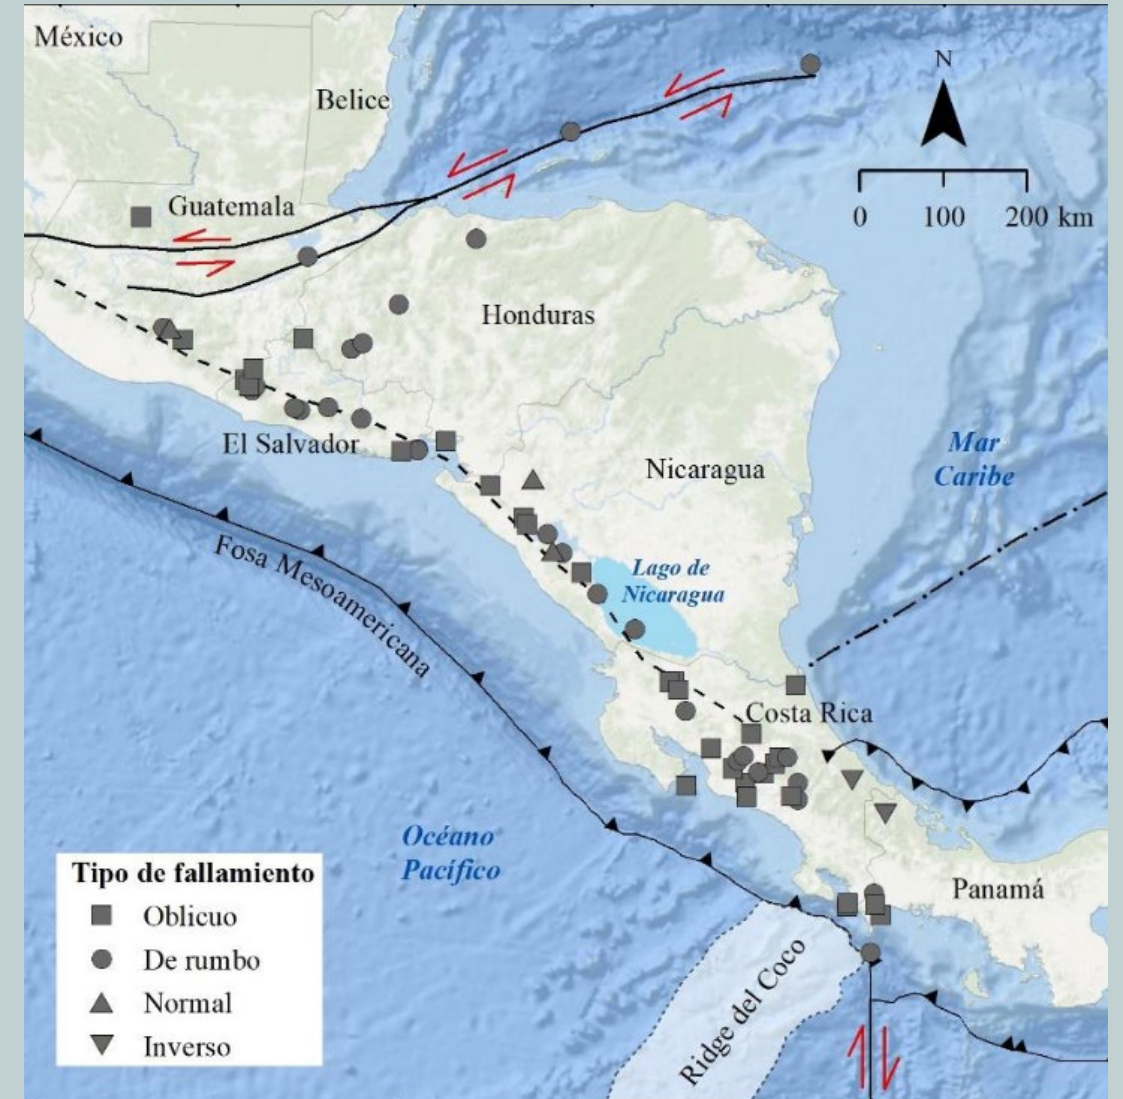 México
Belice
Guatemala
Honduras
El Salvador
Nicaragua
Mar
Caribe
Fosa Mesoamericana
Lago de
Nicaragua
Costa Rica
Océano
Pacífico
Panamá
Ridge del Coco
N
0 100 200 km
Tipo de fallamiento
Oblicuo
De rumbo
Normal
Inverso